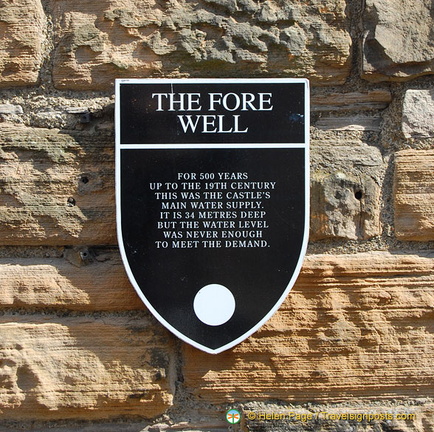 THE FORE
WELL
FOR 500 YEARS
UP TO THE 19TH CENTURY
THIS WAS THE CASTLE'S
MAIN WATER SUPPLY.
IT IS 34 METRES DEEP
BUT THE WATER LEVEL
WAS NEVER ENOUGH
TO MEET THE DEMAND.
© Helen Page / Travelsignposts.com